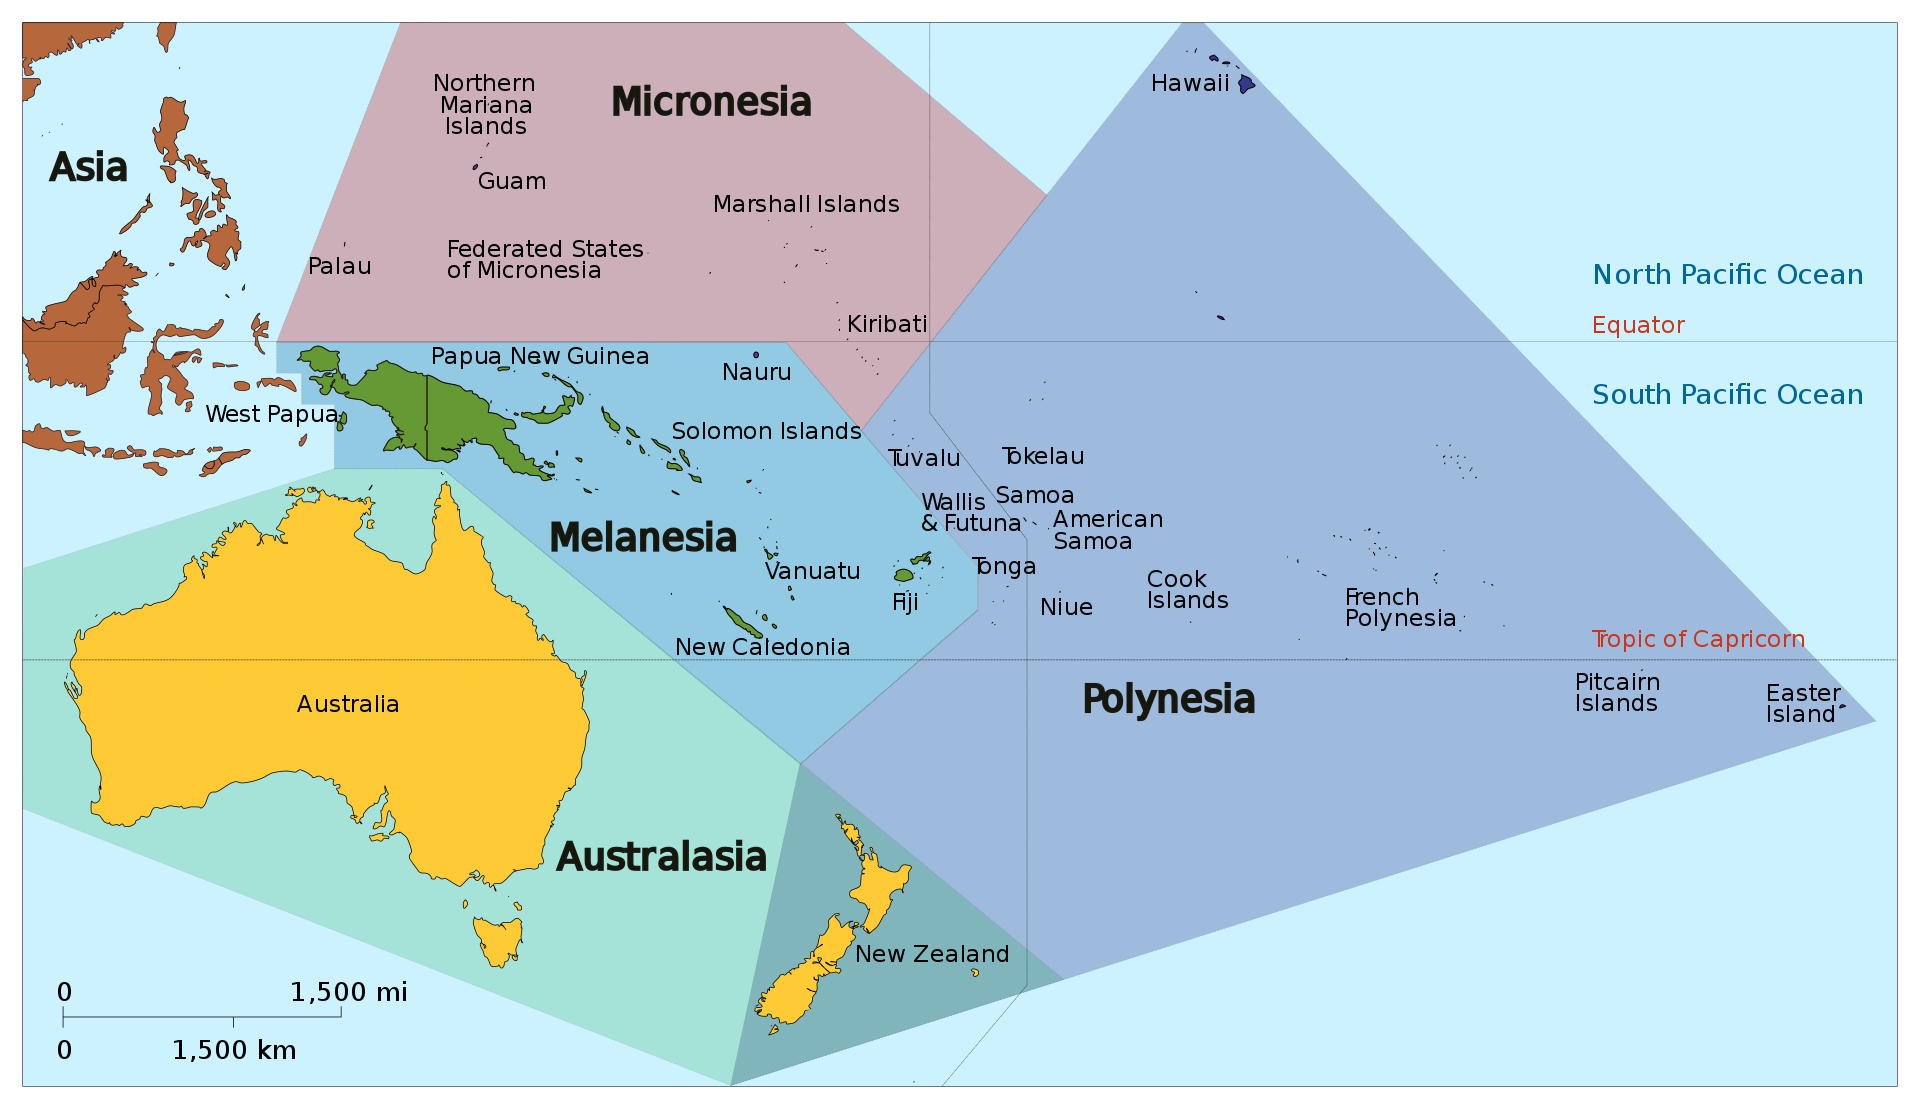 Northern
Mariana
Islands
Micronesia
Hawaii
Asia
Guam
Marshall Islands
Palau
Federated States
of Micronesia
North Pacific Ocean
Kiribati
Equator
Papua New Guinea
Nauru
South Pacific Ocean
West Papua
Solomon Islands
Tuvalu
Tokelau
Wallis
& Futuna
Samoa
American
Samoa
Melanesia
Vanuatu
Tonga
Fiji
Niue
Cook
Islands
French
Polynesia
New Caledonia
Tropic of Capricorn
Australia
Polynesia
Pitcairn
Islands
Easter
Island
Australasia
New Zealand
0
1,500 mi
0
1,500 km